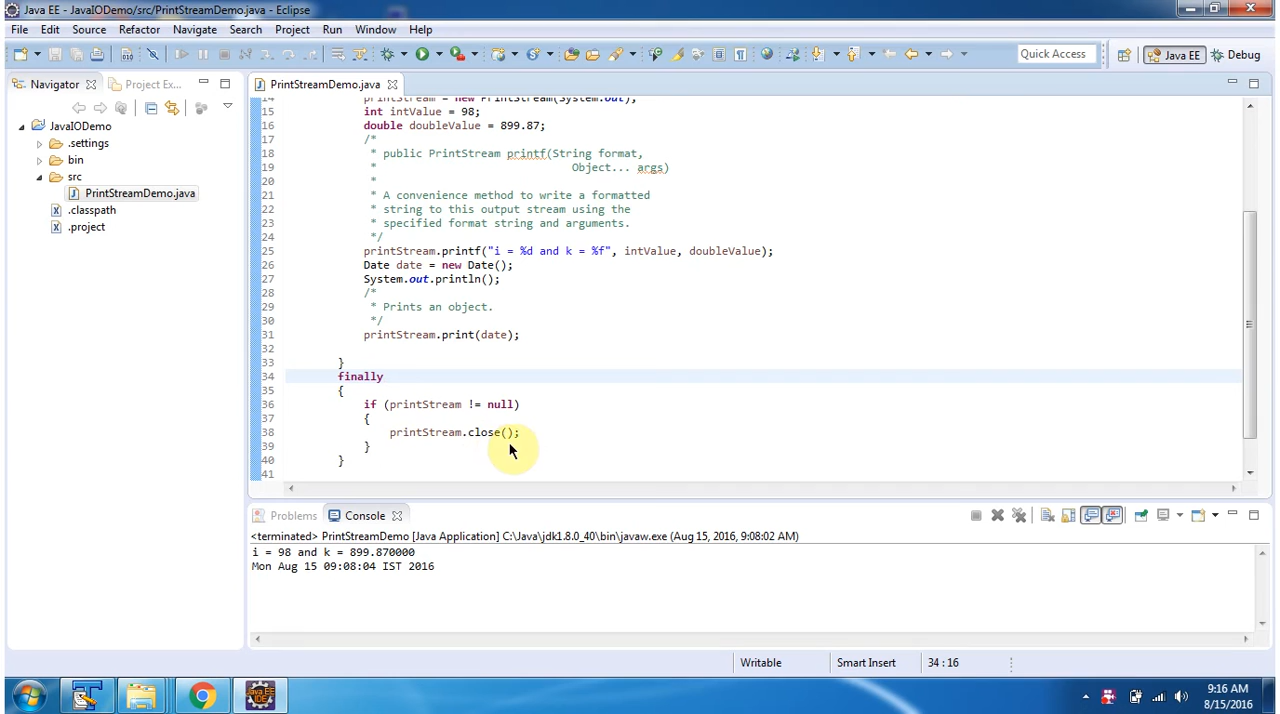 Java EE - JavaIODemo/src/PrintStreamDemo.java - Eclipse
File Edit Source Refactor Navigate Search Project Run Window Help
Quick Access
Java EE
Debug
Navigator
Project Ex...
PrintStreamDemo.java
JavaIODemo
.settings
bin
src
PrintStreamDemo.java
.classpath
.project
14 printStream = new PrintStream(System.out);
15 int intValue = 98;
16 double doubleValue = 899.87;
17 /*
18 * public PrintStream printf(String format,
19 Object... args)
20 *
21 * A convenience method to write a formatted
22 * string to this output stream using the
23 * specified format string and arguments.
24 */
25 printStream.printf("i = %d and k = %f", intValue, doubleValue);
26 Date date = new Date();
27 System.out.println();
28 /*
29 * Prints an object.
30 */
31 printStream.print(date);
32
33 }
34 finally
35 {
36 if (printStream != null)
37 {
38 printStream.close();
39 }
40 }
41
Problems
Console
<terminated> PrintStreamDemo [Java Application] C:\Java\jdk1.8.0_40\bin\javaw.exe (Aug 15, 2016, 9:08:02 AM)
i = 98 and k = 899.870000
Mon Aug 15 09:08:04 IST 2016
Writable
Smart Insert
34 : 16
9:16 AM
8/15/2016